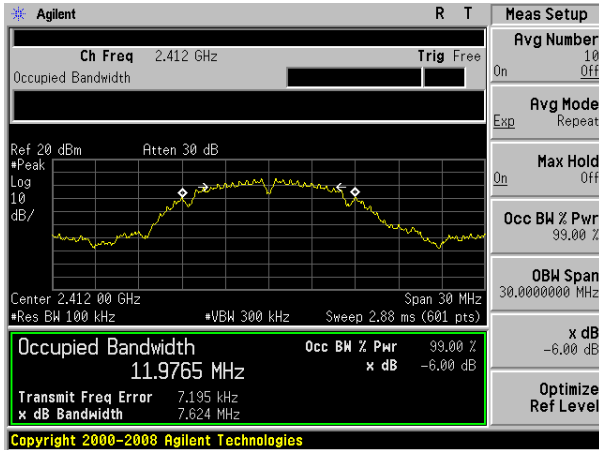 Agilent R T
Ch Freq 2.412 GHz Trig Free
Occupied Bandwidth
Ref 20 dBm Atten 30 dB
#Peak
Log
10
dB/
Center 2.412 00 GHz Span 30 MHz
#Res BW 100 kHz #VBW 300 kHz Sweep 2.88 ms (601 pts)
Occupied Bandwidth Occ BW % Pwr 99.00 %
11.9765 MHz x dB -6.00 dB
Transmit Freq Error 7.195 kHz
x dB Bandwidth 7.624 MHz
Copyright 2000-2008 Agilent Technologies
Meas Setup
Avg Number
10
On Off
Avg Mode
Exp Repeat
Max Hold
On Off
Occ BW % Pwr
99.00 %
OBW Span
30.0000000 MHz
x dB
-6.00 dB
Optimize
Ref Level